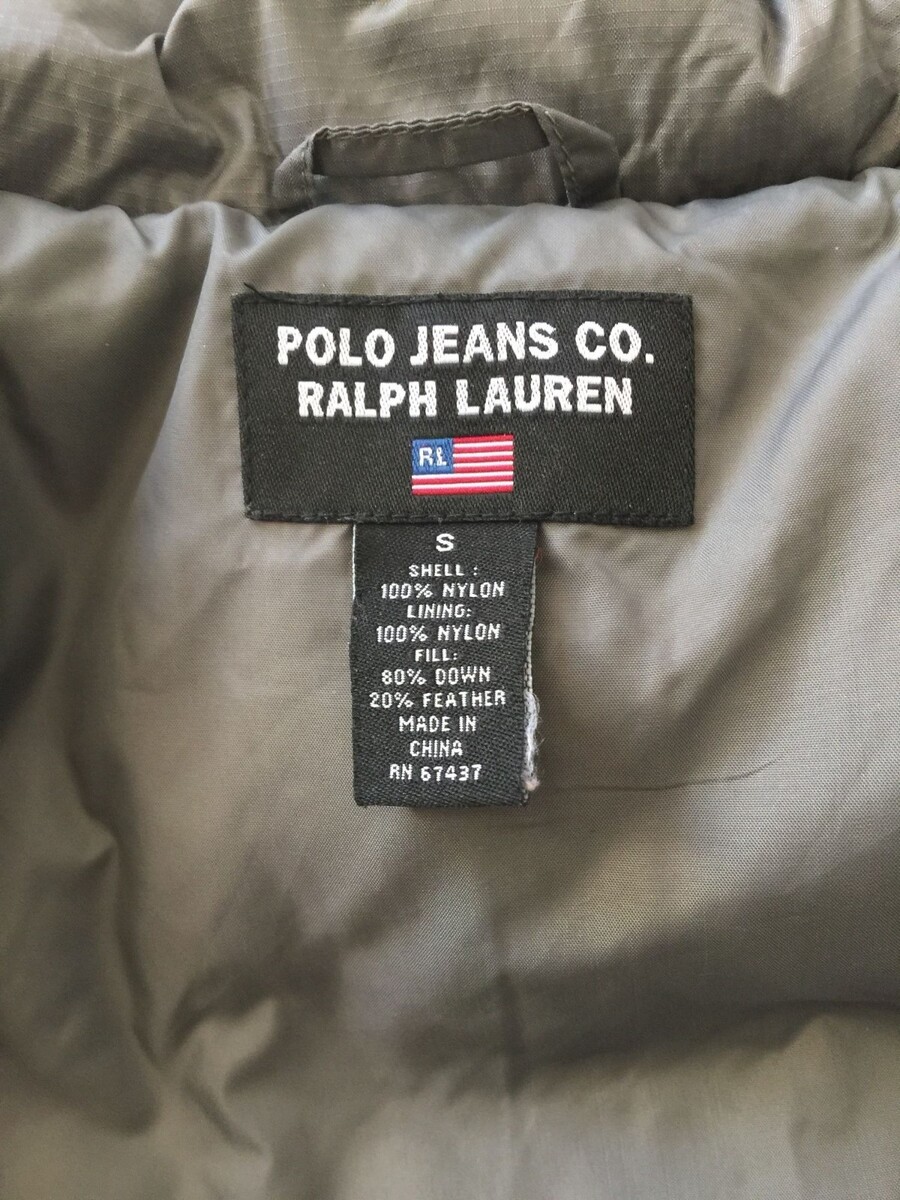 POLO JEANS CO.
RALPH LAUREN
RL
S
SHELL:
100% NYLON
LINING:
100% NYLON
FILL:
80% DOWN
20% FEATHER
MADE IN
CHINA
RN 67437